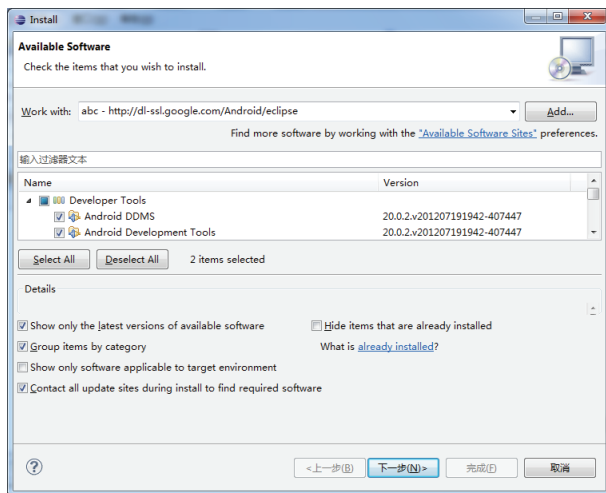 Install
Available Software
Check the items that you wish to install.
Work with: abc - http://dl-ssl.google.com/Android/eclipse Add...
Find more software by working with the "Available Software Sites" preferences.
输入过滤器文本
Name Version
Developer Tools
Android DDMS 20.0.2.v201207191942-407447
Android Development Tools 20.0.2.v201207191942-407447
Select All Deselect All 2 items selected
Details
Show only the latest versions of available software Hide items that are already installed
Group items by category What is already installed?
Show only software applicable to target environment
Contact all update sites during install to find required software
<上一步(B) 下一步(N)> 完成(F) 取消